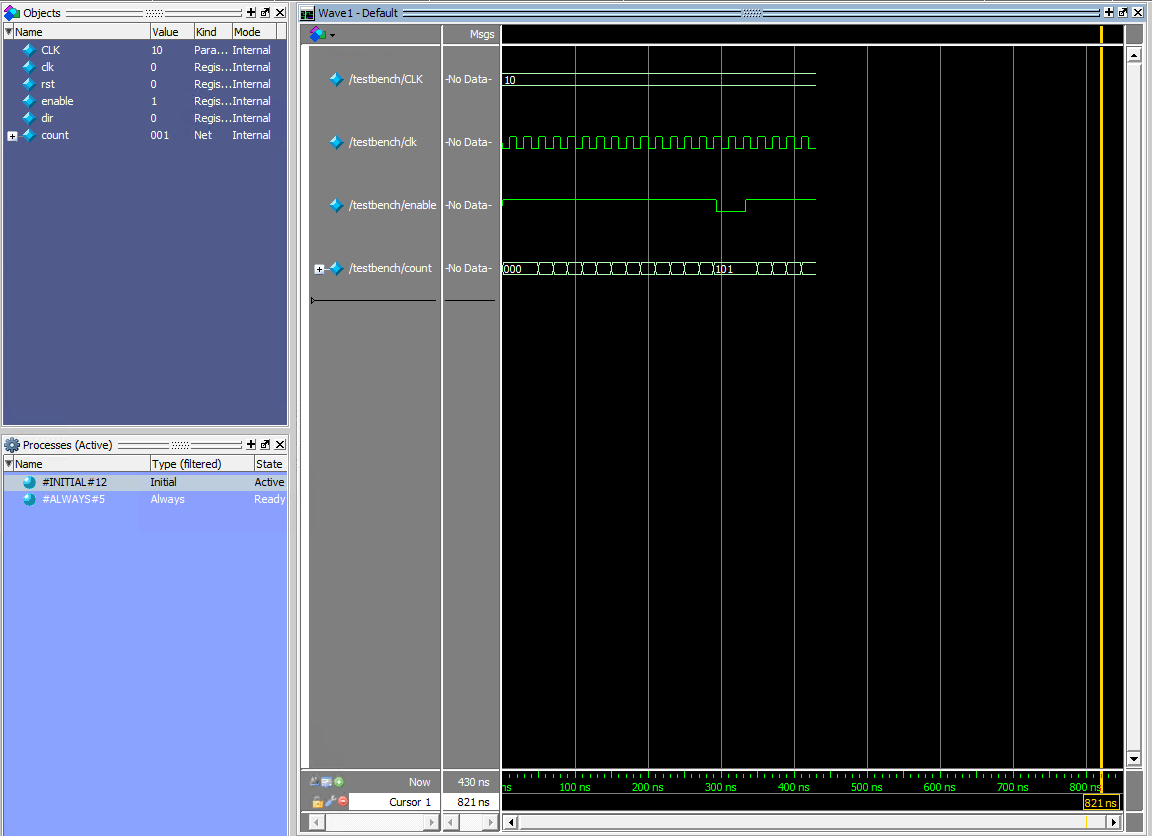 Objects
Name Value Kind Mode
CLK 10 Para... Internal
clk 0 Regis... Internal
rst 0 Regis... Internal
enable 1 Regis... Internal
dir 0 Regis... Internal
count 001 Net Internal
Processes (Active)
Name Type (filtered) State
#INITIAL#12 Initial Active
#ALWAYS#5 Always Ready
Wave1 - Default
Msgs
/testbench/CLK -No Data- 10
/testbench/clk -No Data-
/testbench/enable -No Data-
/testbench/count -No Data- 000 101
Now 430 ns ns 100 ns 200 ns 300 ns 400 ns 500 ns 600 ns 700 ns 800 ns
Cursor 1 821 ns 821 ns